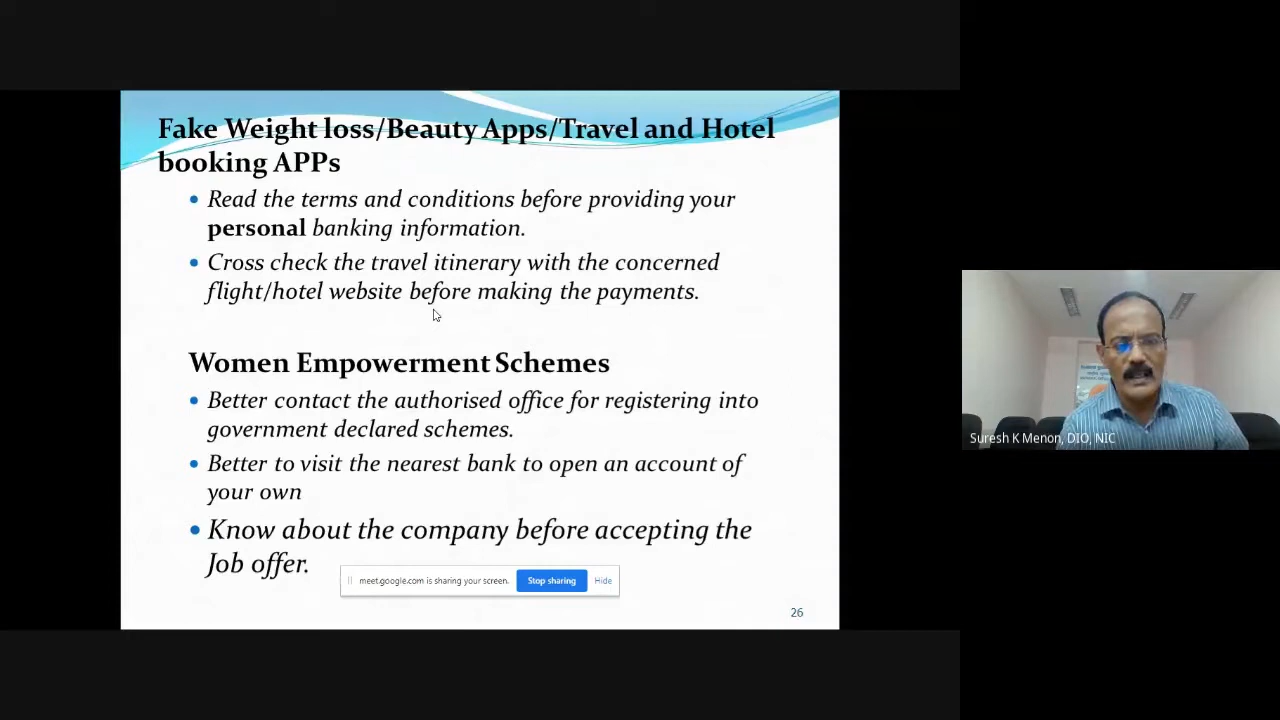 Fake Weight loss/Beauty Apps/Travel and Hotel
booking APPs
• Read the terms and conditions before providing your
personal banking information.
• Cross check the travel itinerary with the concerned
flight/hotel website before making the payments.
Women Empowerment Schemes
• Better contact the authorised office for registering into
government declared schemes.
• Better to visit the nearest bank to open an account of
your own
• Know about the company before accepting the
Job offer.
meet.google.com is sharing your screen. Stop sharing Hide
26
Suresh K Menon, DIO, NIC